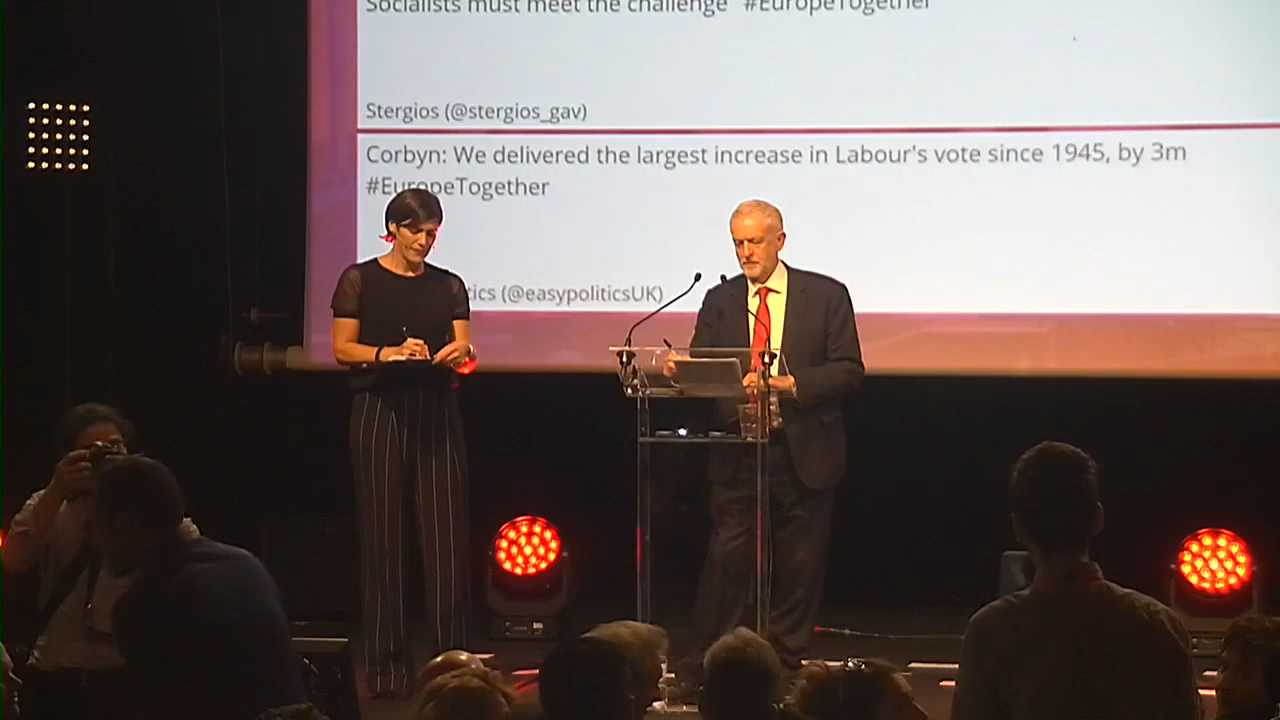 Socialists must meet the challenge" #EuropeTogether
Stergios (@stergios_gav)
Corbyn: We delivered the largest increase in Labour's vote since 1945, by 3m
#EuropeTogether
tics (@easypoliticsUK)